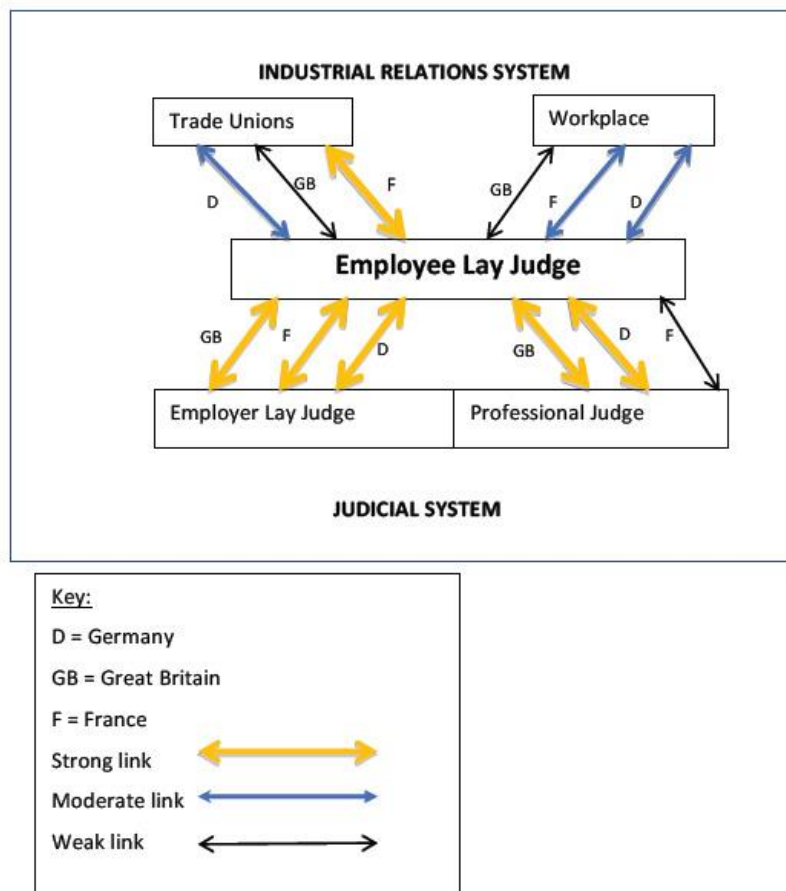 INDUSTRIAL RELATIONS SYSTEM
Trade Unions
Workplace
D
GB
F
GB
F
D
Employee Lay Judge
GB
F
D
GB
D
F
Employer Lay Judge
Professional Judge
JUDICIAL SYSTEM
Key:
D = Germany
GB = Great Britain
F = France
Strong link
Moderate link
Weak link